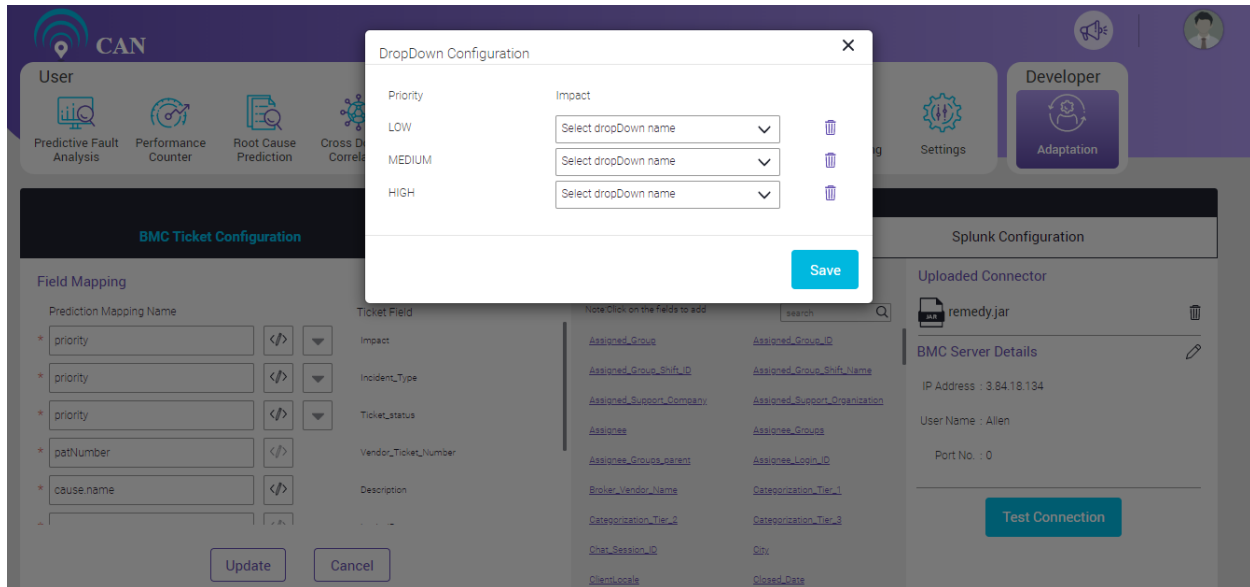 CAN
User
Developer
Predictive Fault
Analysis
Performance
Counter
Root Cause
Prediction
Settings
Adaptation
DropDown Configuration
Priority Impact
LOW Select dropDown name
MEDIUM Select dropDown name
HIGH Select dropDown name
Save
BMC Ticket Configuration
Splunk Configuration
Field Mapping
Prediction Mapping Name Ticket Field
* priority </> Impact
* priority </> Incident_Type
* priority </> Ticket_status
* patNumber </> Vendor_Ticket_Number
* cause.name </> Description
Update Cancel
Note:Click on the fields to add search
Assigned_Group Assigned_Group_ID
Assigned_Group_Shift_ID Assigned_Group_Shift_Name
Assigned_Support_Company Assigned_Support_Organization
Assignee Assignee_Groups
Assignee_Groups_parent Assignee_Login_ID
Broker_Vendor_Name Categorization_Tier_1
Categorization_Tier_2 Categorization_Tier_3
Chat_Session_ID City
ClientLocale Closed_Date
Uploaded Connector
JAR remedy.jar
BMC Server Details
IP Address : 3.84.18.134
User Name : Allen
Port No. : 0
Test Connection